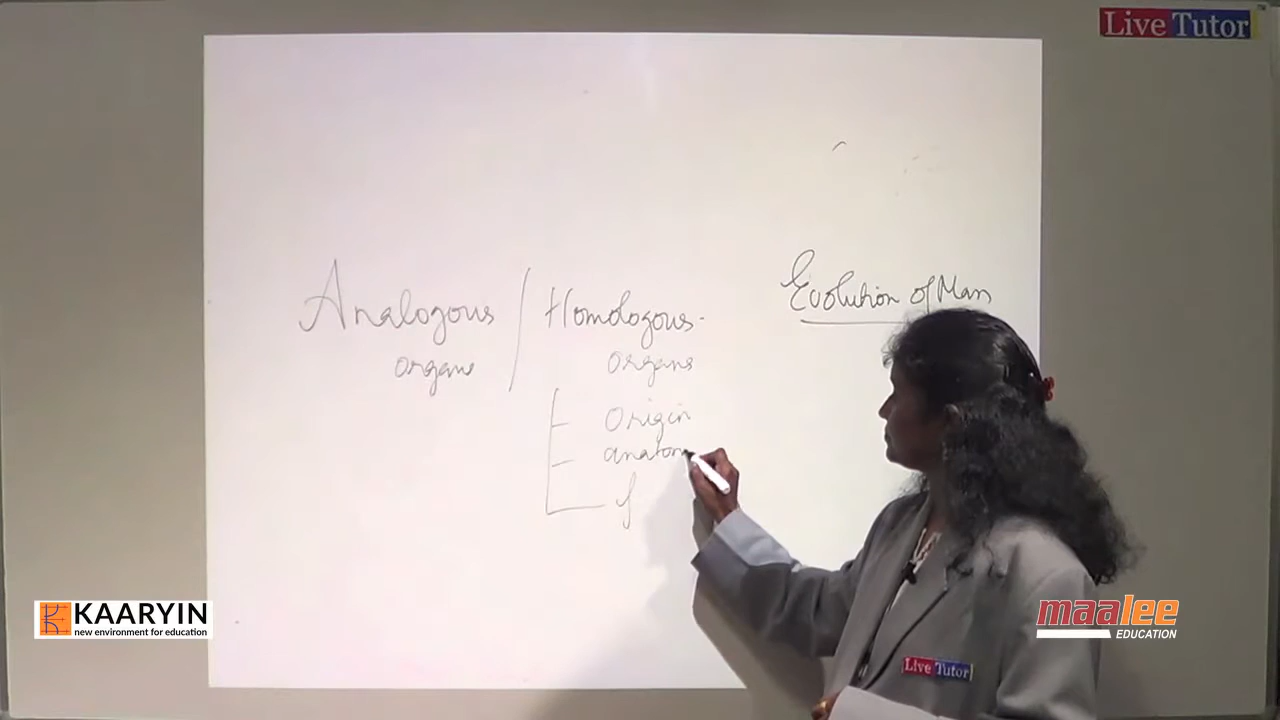 Live Tutor
Analogous / Homologous
organs organs
Origin
anatom
f
Evolution of Man
KAARYIN
new environment for education
maalee
EDUCATION
Live Tutor